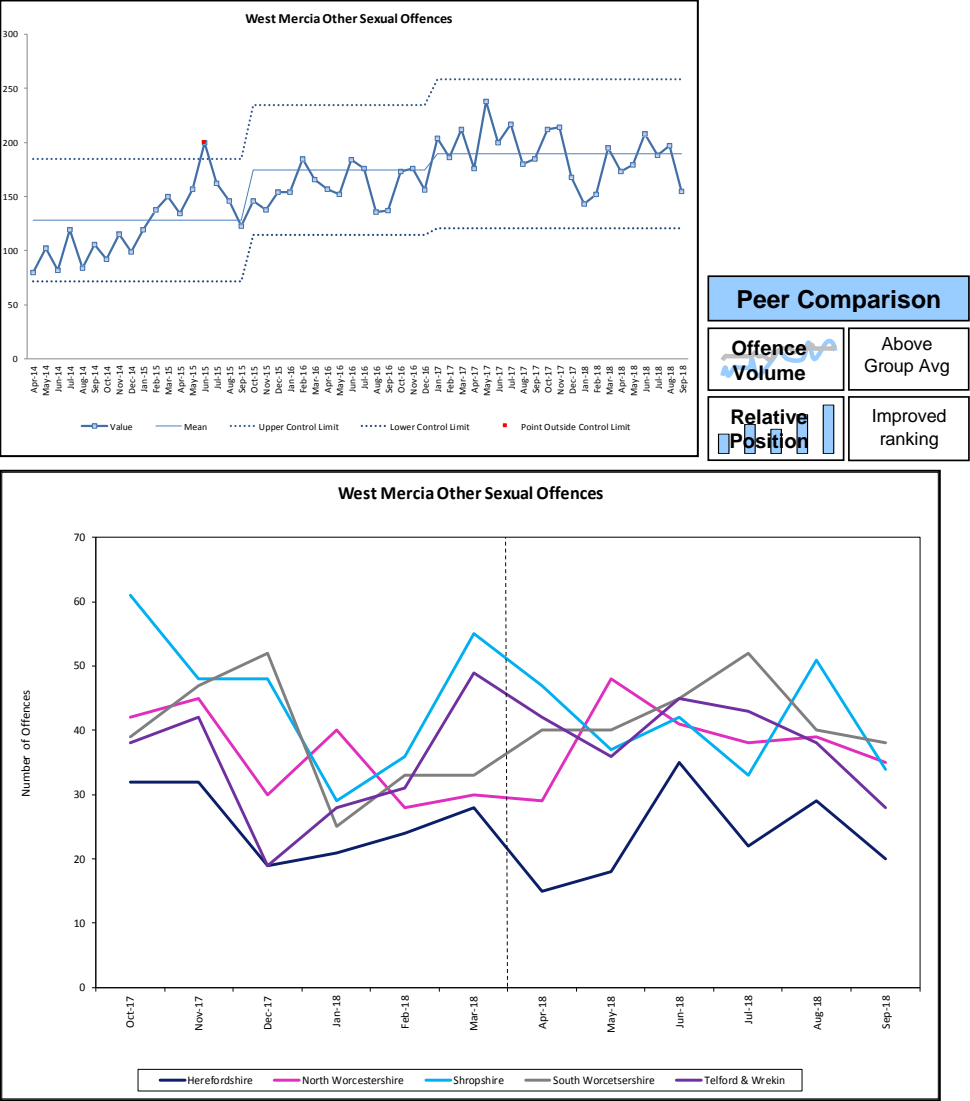 West Mercia Other Sexual Offences
300
250
200
150
100
50
0
Apr-14
May-14
Jun-14
Jul-14
Aug-14
Sep-14
Oct-14
Nov-14
Dec-14
Jan-15
Feb-15
Mar-15
Apr-15
May-15
Jun-15
Jul-15
Aug-15
Sep-15
Oct-15
Nov-15
Dec-15
Jan-16
Feb-16
Mar-16
Apr-16
May-16
Jun-16
Jul-16
Aug-16
Sep-16
Oct-16
Nov-16
Dec-16
Jan-17
Feb-17
Mar-17
Apr-17
May-17
Jun-17
Jul-17
Aug-17
Sep-17
Oct-17
Nov-17
Dec-17
Jan-18
Feb-18
Mar-18
Apr-18
May-18
Jun-18
Jul-18
Aug-18
Sep-18
Value Mean Upper Control Limit Lower Control Limit Point Outside Control Limit
Peer Comparison
Offence
Volume
Above
Group Avg
Relative
Position
Improved
ranking
West Mercia Other Sexual Offences
Number of Offences
70
60
50
40
30
20
10
0
Oct-17
Nov-17
Dec-17
Jan-18
Feb-18
Mar-18
Apr-18
May-18
Jun-18
Jul-18
Aug-18
Sep-18
Herefordshire North Worcestershire Shropshire South Worcetsershire Telford & Wrekin